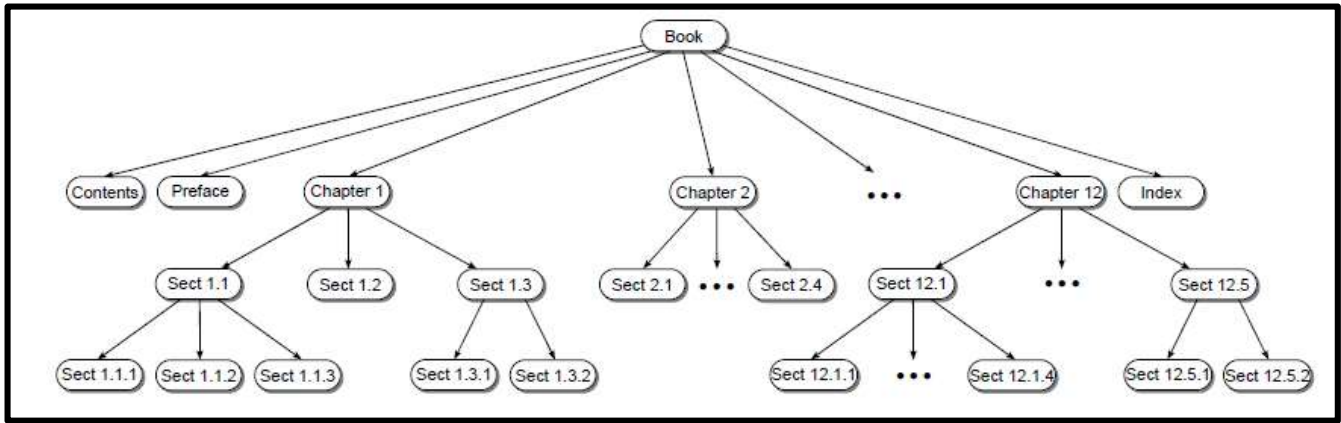 Book
Contents Preface Chapter 1 Chapter 2 ••• Chapter 12 Index
Sect 1.1 Sect 1.2 Sect 1.3 Sect 2.1 ••• Sect 2.4 Sect 12.1 ••• Sect 12.5
Sect 1.1.1 Sect 1.1.2 Sect 1.1.3 Sect 1.3.1 Sect 1.3.2 Sect 12.1.1 ••• Sect 12.1.4 Sect 12.5.1 Sect 12.5.2